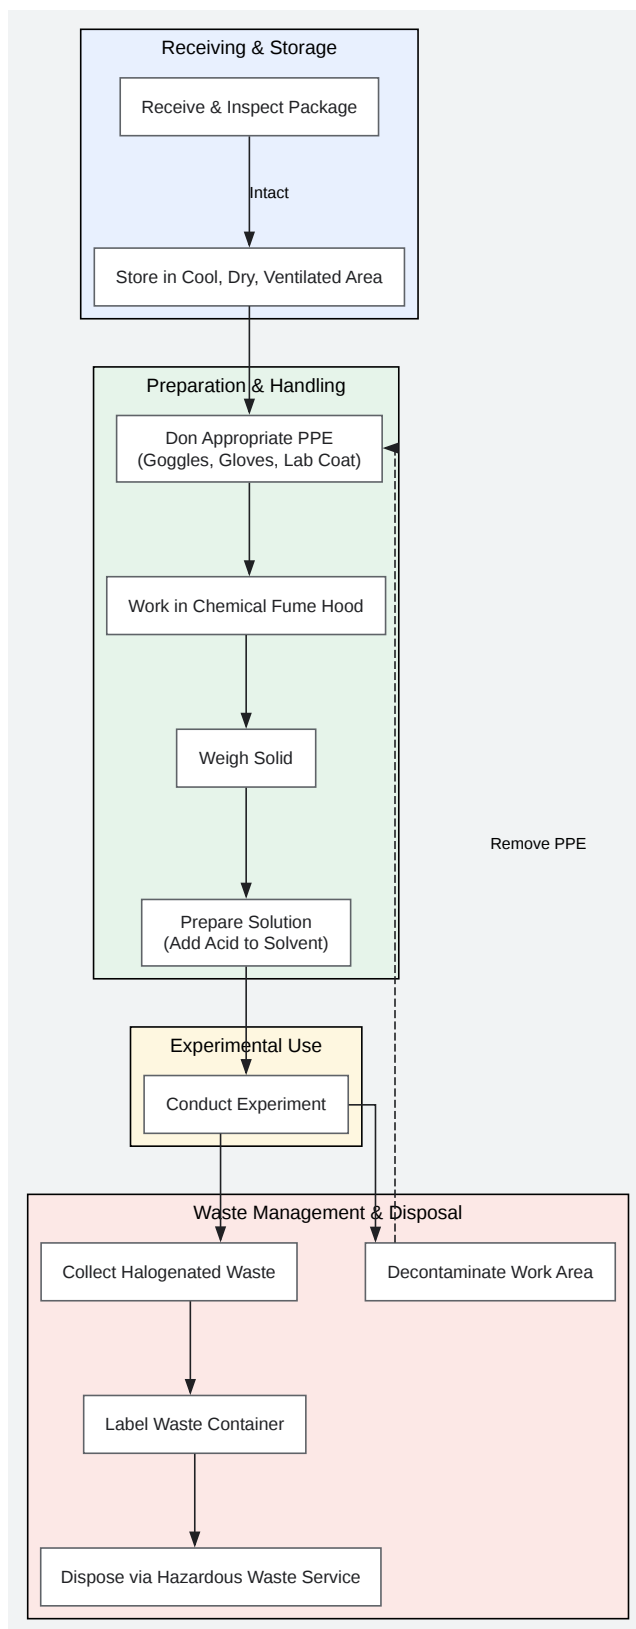 Receiving & Storage
Receive & Inspect Package
Intact
Store in Cool, Dry, Ventilated Area
Preparation & Handling
Don Appropriate PPE
(Goggles, Gloves, Lab Coat)
Work in Chemical Fume Hood
Weigh Solid
Remove PPE
Prepare Solution
(Add Acid to Solvent)
Experimental Use
Conduct Experiment
Waste Management & Disposal
Collect Halogenated Waste
Decontaminate Work Area
Label Waste Container
Dispose via Hazardous Waste Service